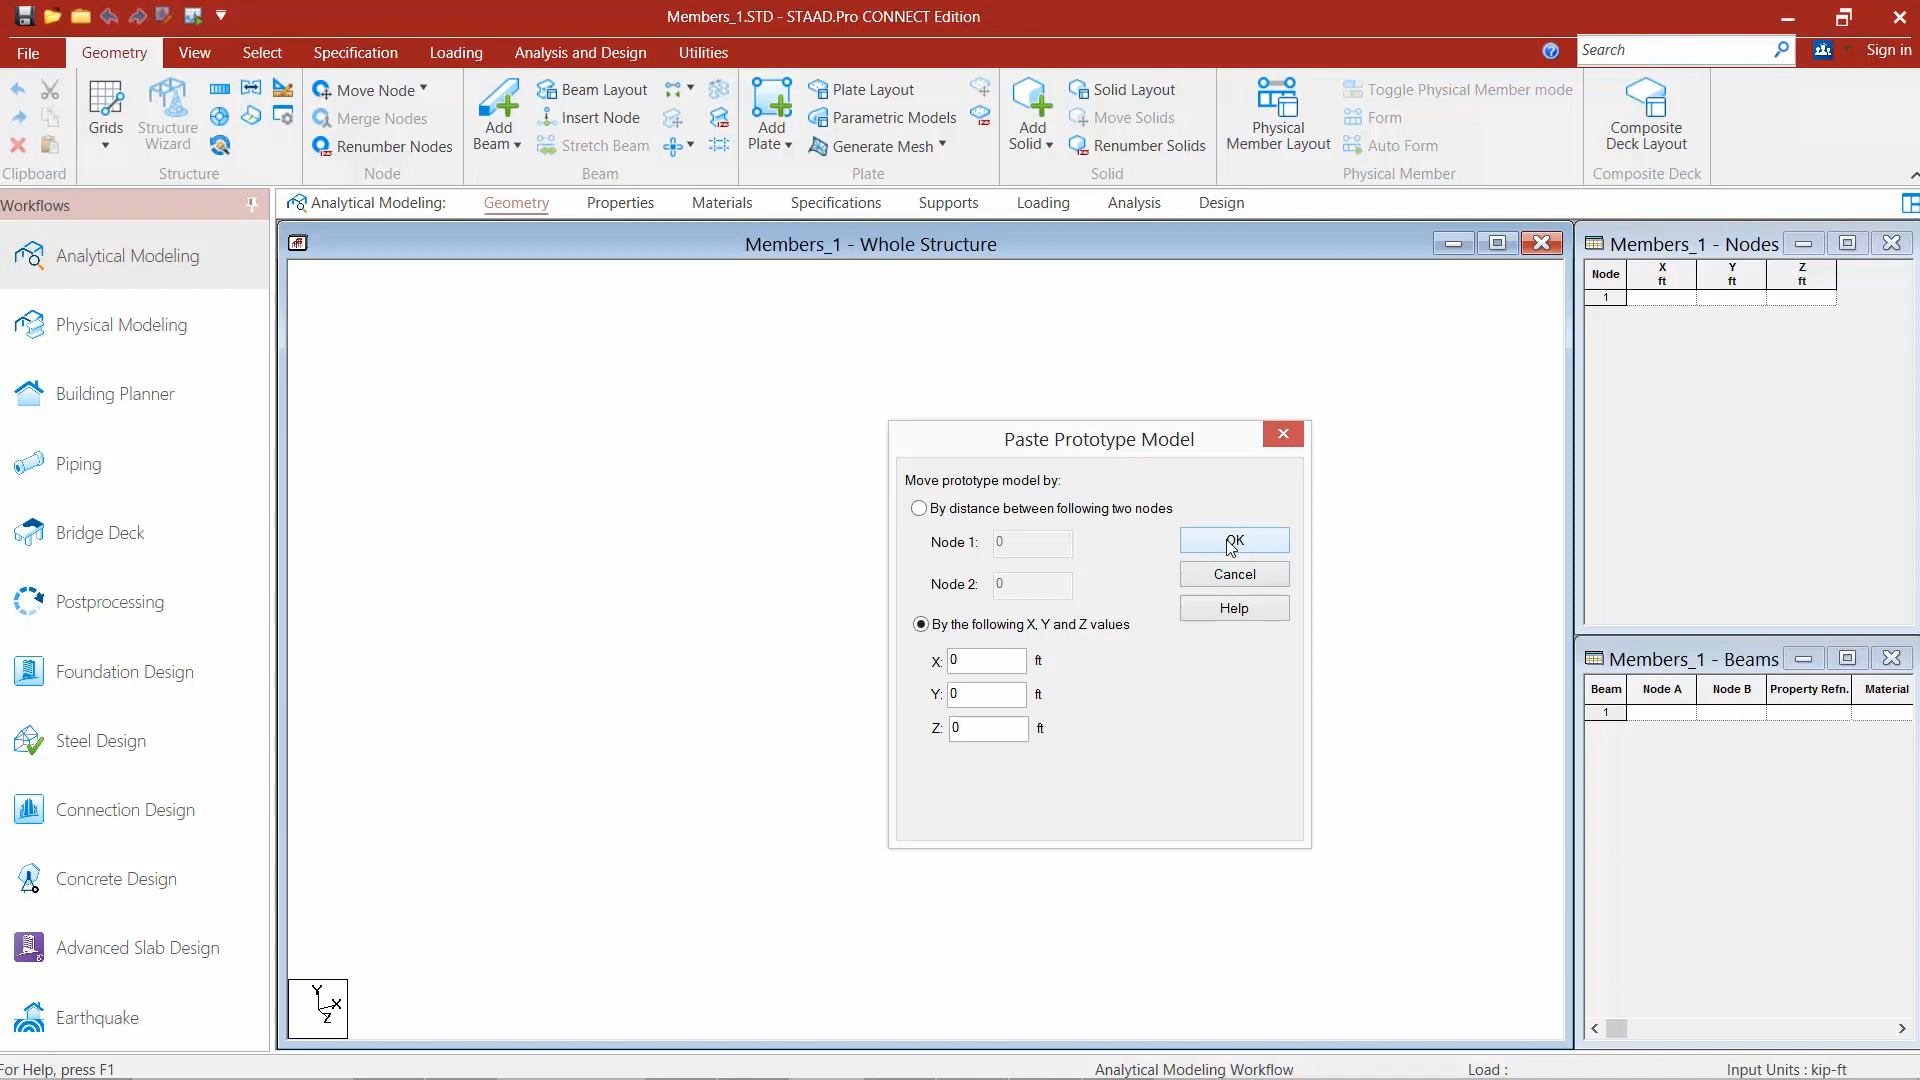 Members_1.STD - STAAD.Pro CONNECT Edition
File
Geometry
View
Select
Specification
Loading
Analysis and Design
Utilities
Search
Sign in
Grids
Structure
Wizard
Move Node
Merge Nodes
Renumber Nodes
Add
Beam
Beam Layout
Insert Node
Stretch Beam
Add
Plate
Plate Layout
Parametric Models
Generate Mesh
Add
Solid
Solid Layout
Move Solids
Renumber Solids
Physical
Member Layout
Toggle Physical Member mode
Form
Auto Form
Composite
Deck Layout
Clipboard
Structure
Node
Beam
Plate
Solid
Physical Member
Composite Deck
Workflows
Analytical Modeling:
Geometry
Properties
Materials
Specifications
Supports
Loading
Analysis
Design
Analytical Modeling
Physical Modeling
Building Planner
Piping
Bridge Deck
Postprocessing
Foundation Design
Steel Design
Connection Design
Concrete Design
Advanced Slab Design
Earthquake
Members_1 - Whole Structure
Y
X
Z
Paste Prototype Model
Move prototype model by:
By distance between following two nodes
Node 1: 0
Node 2: 0
By the following X, Y and Z values
X: 0 ft
Y: 0 ft
Z: 0 ft
OK
Cancel
Help
Members_1 - Nodes
Node X ft Y ft Z ft
1
Members_1 - Beams
Beam Node A Node B Property Refn. Material
1
For Help, press F1
Analytical Modeling Workflow
Load :
Input Units : kip-ft